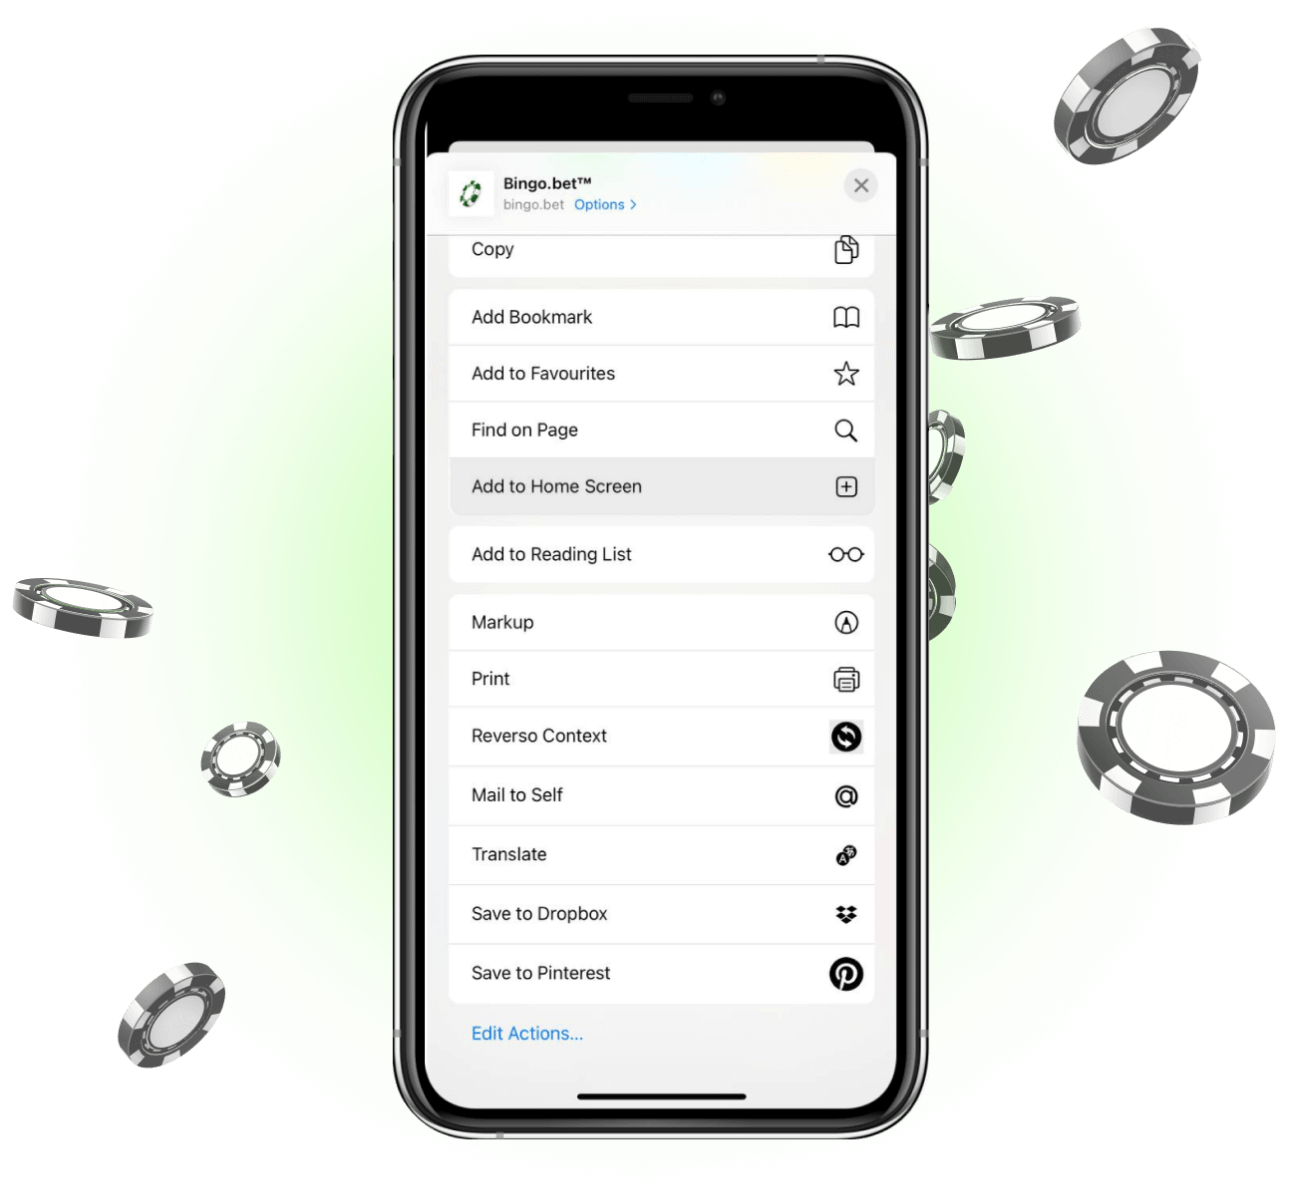 Bingo.bet™
bingo.bet Options >
Copy
Add Bookmark
Add to Favourites
Find on Page
Add to Home Screen
Add to Reading List
Markup
Print
Reverso Context
Mail to Self
Translate
Save to Dropbox
Save to Pinterest
Edit Actions...